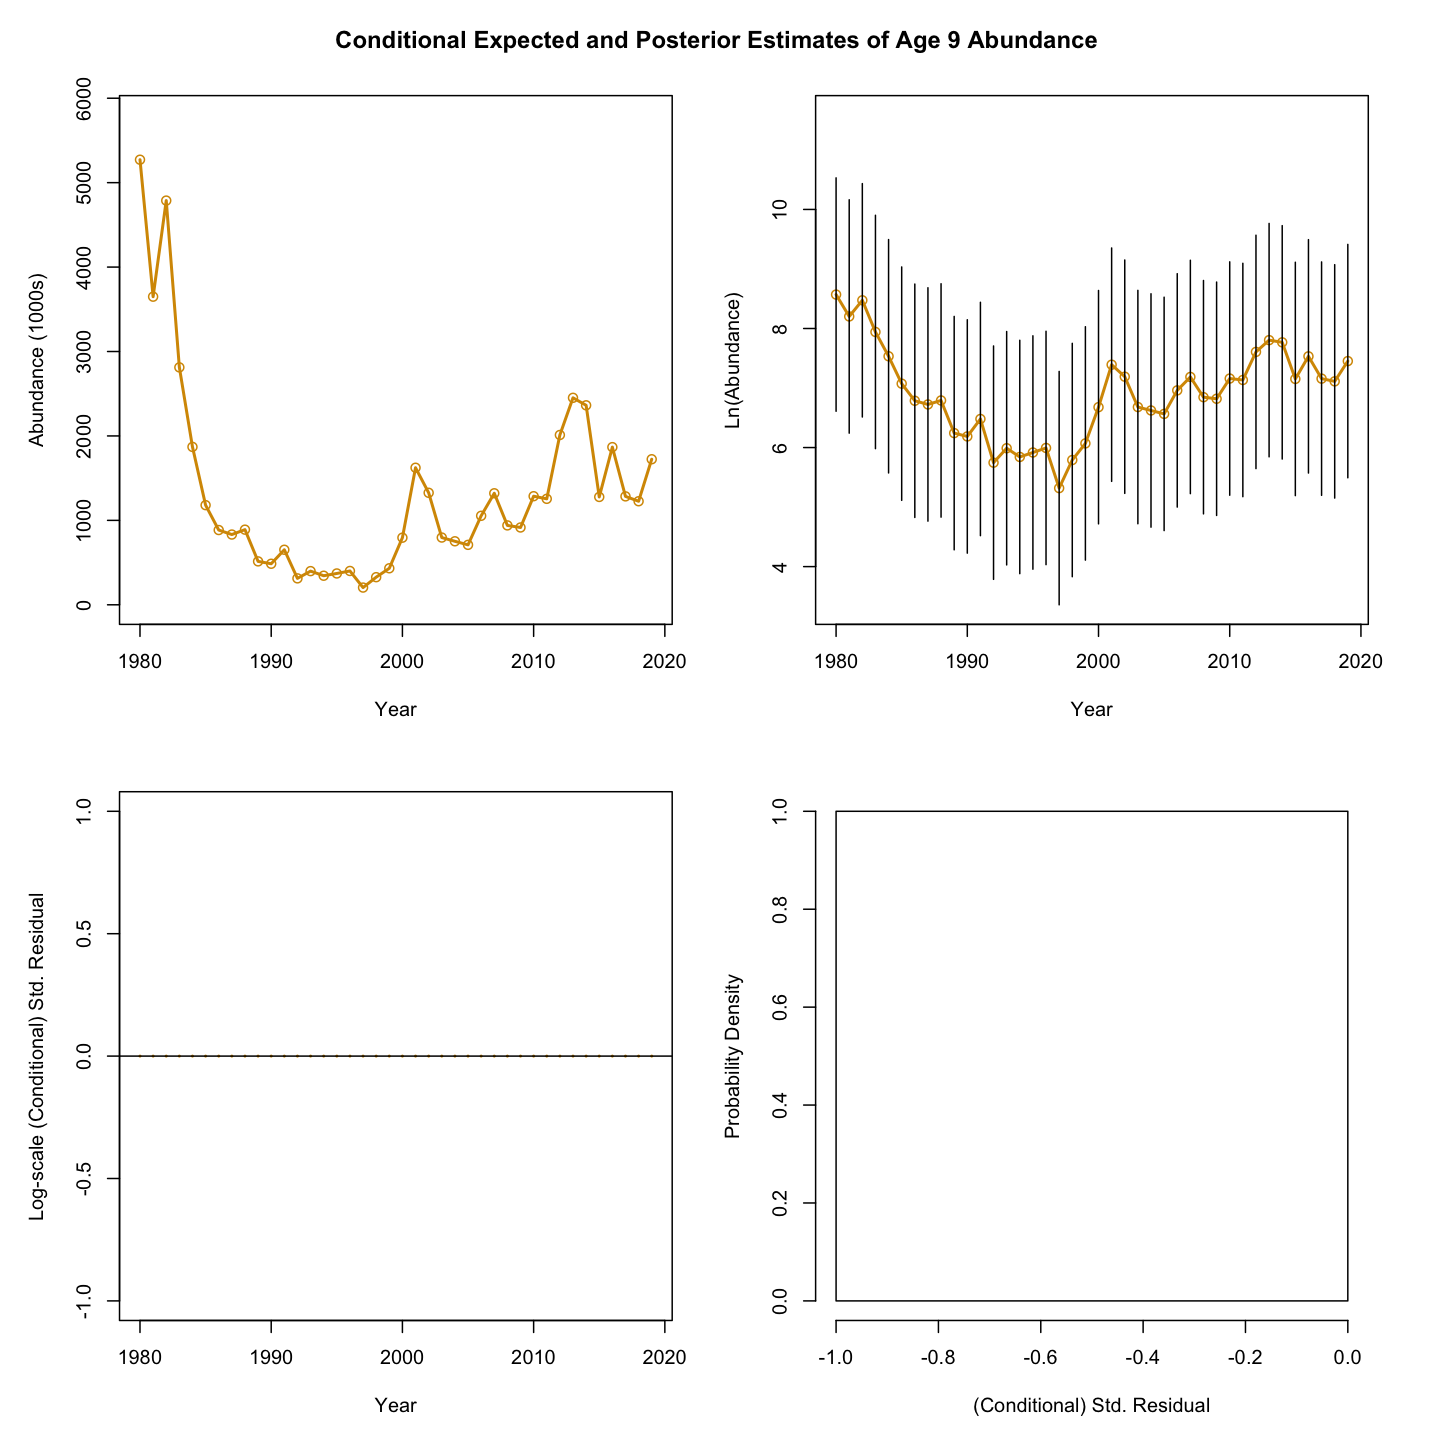 Conditional Expected and Posterior Estimates of Age 9 Abundance
Abundance (1000s)
6000
5000
4000
3000
2000
1000
0
1980 1990 2000 2010 2020
Year
Ln(Abundance)
10
8
6
4
1980 1990 2000 2010 2020
Year
Log-scale (Conditional) Std. Residual
1.0
0.5
0.0
-0.5
-1.0
1980 1990 2000 2010 2020
Year
Probability Density
1.0
0.8
0.6
0.4
0.2
0.0
-1.0 -0.8 -0.6 -0.4 -0.2 0.0
(Conditional) Std. Residual